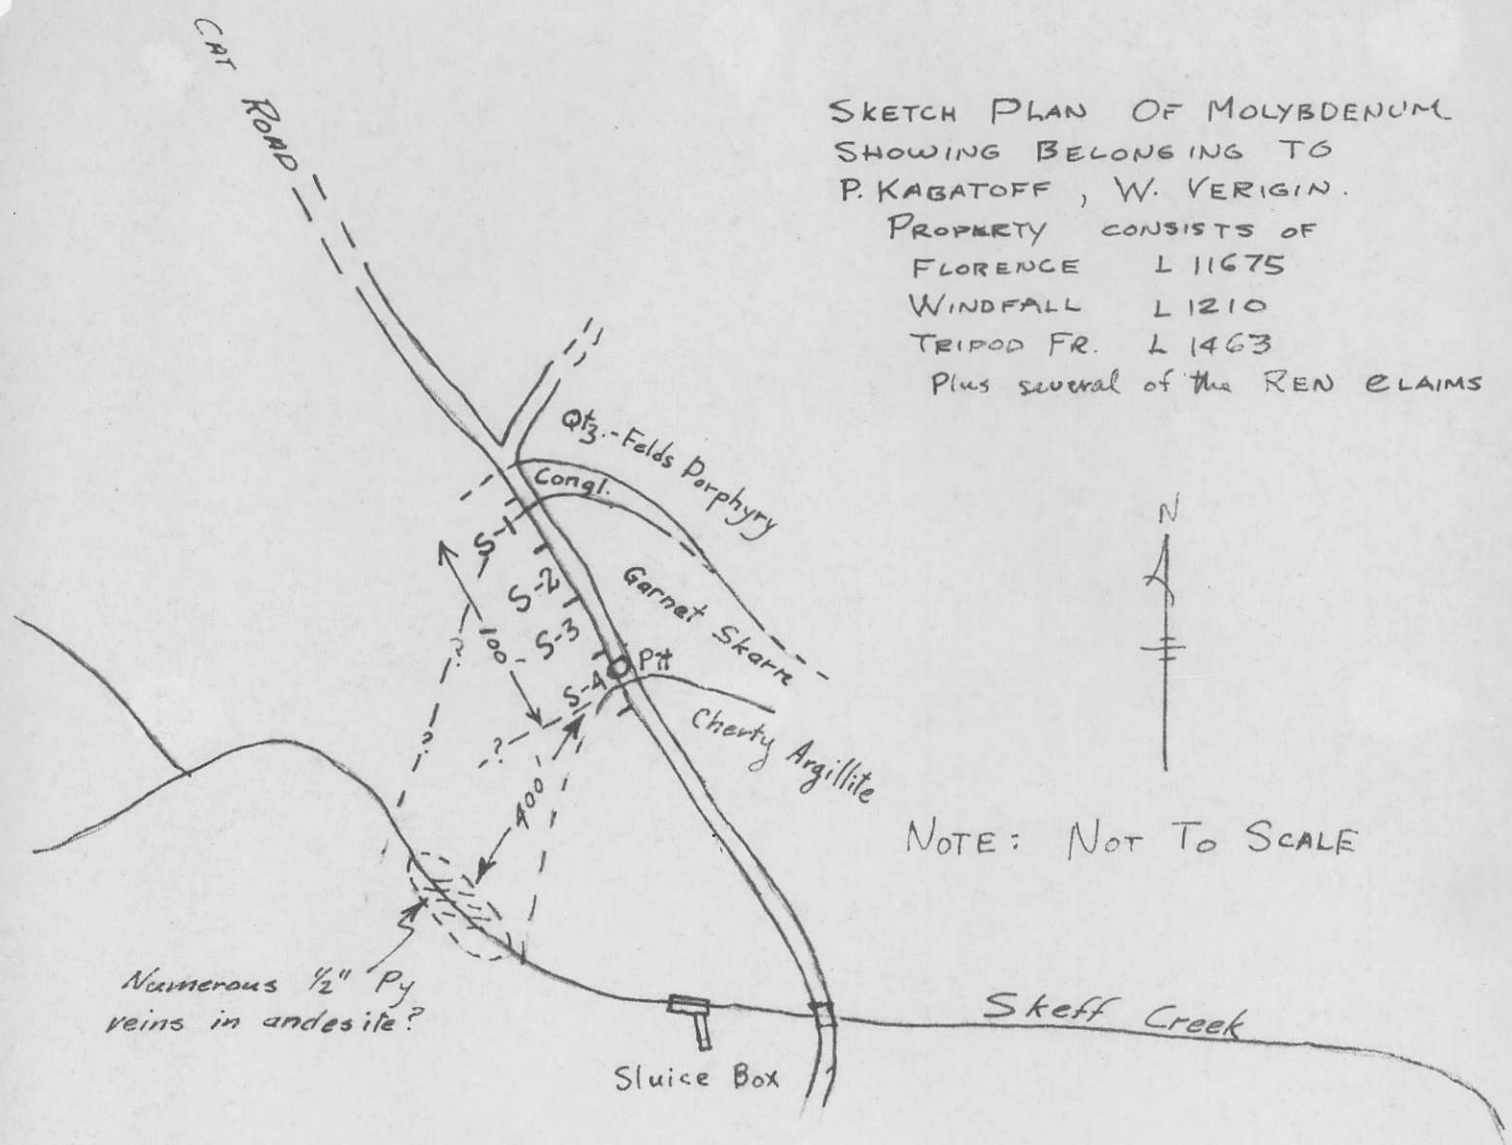 CAT ROAD
SKETCH PLAN OF MOLYBDENUM
SHOWING BELONGING TO
P. KABATOFF, W. VERIGIN.
PROPERTY CONSISTS OF
FLORENCE L 11675
WINDFALL L 1210
TRIPOD FR. L 1463
Plus several of the REN CLAIMS
Qtz.-Felds Porphyry
Congl.
N
S-1
S-2
Garnet Skarn
S-3
?
100
Pit
S-4
?
?
Cherty Argillite
400
NOTE: NOT TO SCALE
Numerous 1/2" Py
veins in andesite?
Skeff Creek
Sluice Box